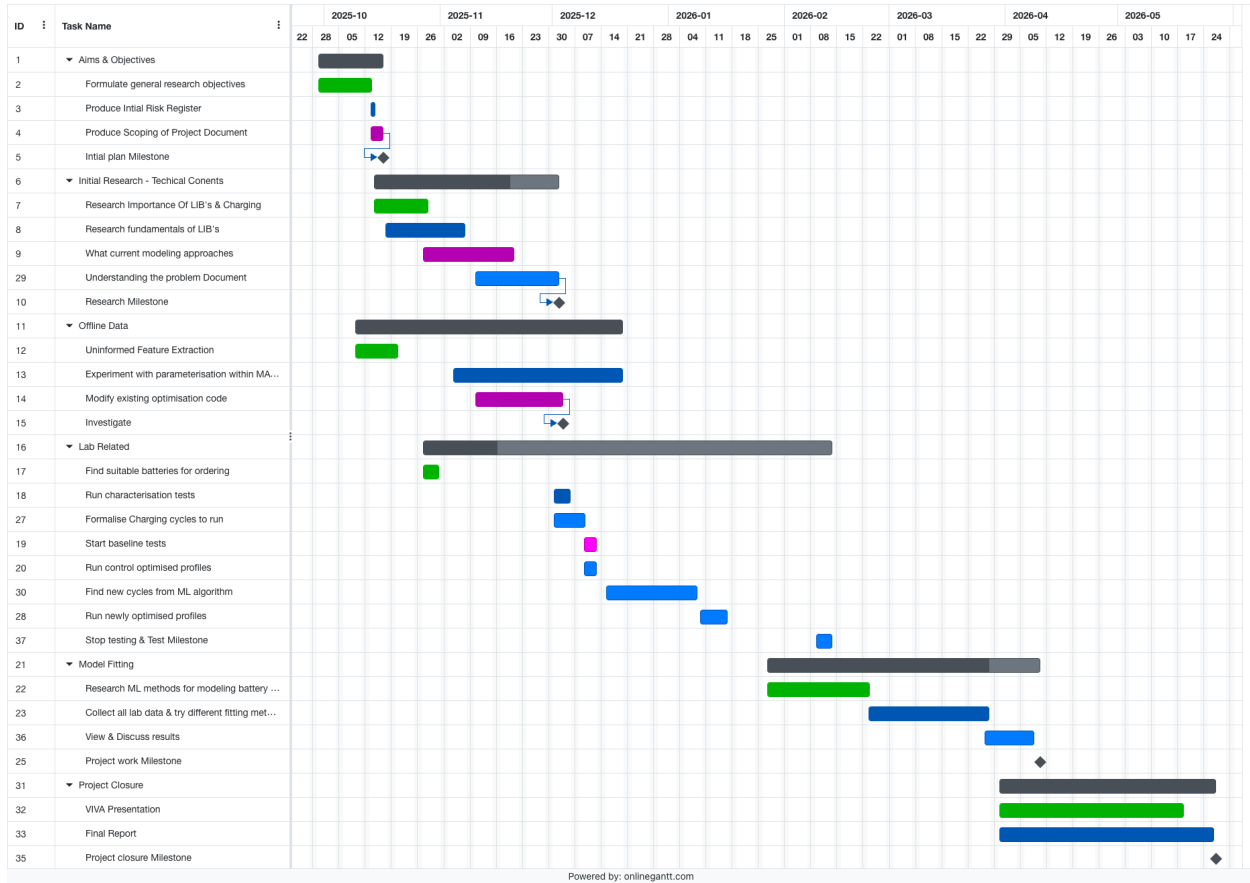 ID Task Name 2025-10 2025-11 2025-12 2026-01 2026-02 2026-03 2026-04 2026-05
22 28 05 12 19 26 02 09 16 23 30 07 14 21 28 04 11 18 25 01 08 15 22 01 08 15 22 29 05 12 19 26 03 10 17 24
1 Aims & Objectives
2 Formulate general research objectives
3 Produce Intial Risk Register
4 Produce Scoping of Project Document
5 Intial plan Milestone
6 Initial Research - Techical Conents
7 Research Importance Of LIB's & Charging
8 Research fundamentals of LIB's
9 What current modeling approaches
29 Understanding the problem Document
10 Research Milestone
11 Offline Data
12 Uninformed Feature Extraction
13 Experiment with parameterisation within MA...
14 Modify existing optimisation code
15 Investigate
16 Lab Related
17 Find suitable batteries for ordering
18 Run characterisation tests
27 Formalise Charging cycles to run
19 Start baseline tests
20 Run control optimised profiles
30 Find new cycles from ML algorithm
28 Run newly optimised profiles
37 Stop testing & Test Milestone
21 Model Fitting
22 Research ML methods for modeling battery ...
23 Collect all lab data & try different fitting met...
36 View & Discuss results
25 Project work Milestone
31 Project Closure
32 VIVA Presentation
33 Final Report
35 Project closure Milestone
Powered by: onlinegantt.com